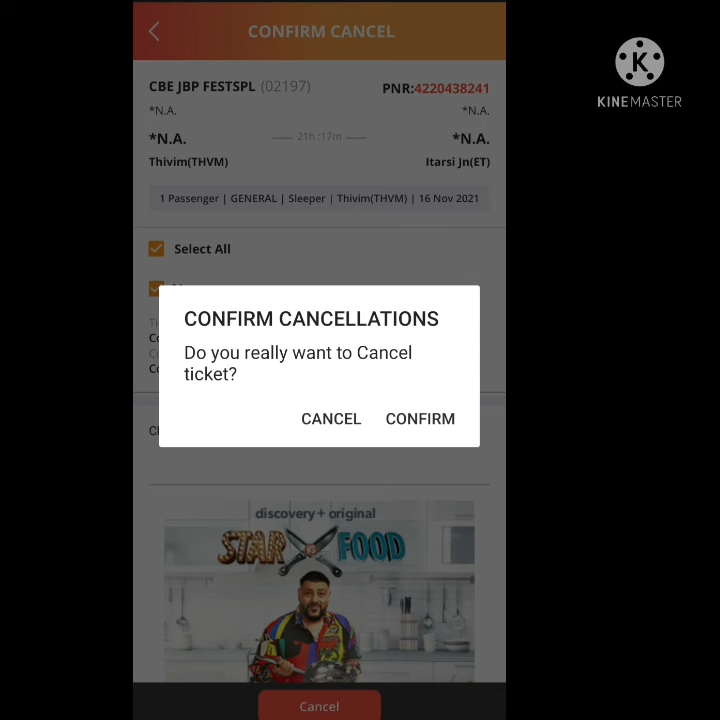 CONFIRM CANCEL
KINEMASTER
CBE JBP FESTSPL (02197)
PNR:4220438241
*N.A. *N.A.
*N.A. 21h :17m *N.A.
Thivim(THVM) Itarsi Jn(ET)
1 Passenger | GENERAL | Sleeper | Thivim(THVM) | 16 Nov 2021
Select All
CONFIRM CANCELLATIONS
Do you really want to Cancel
ticket?
CANCEL CONFIRM
discovery+ original
STAR VS FOOD
Cancel